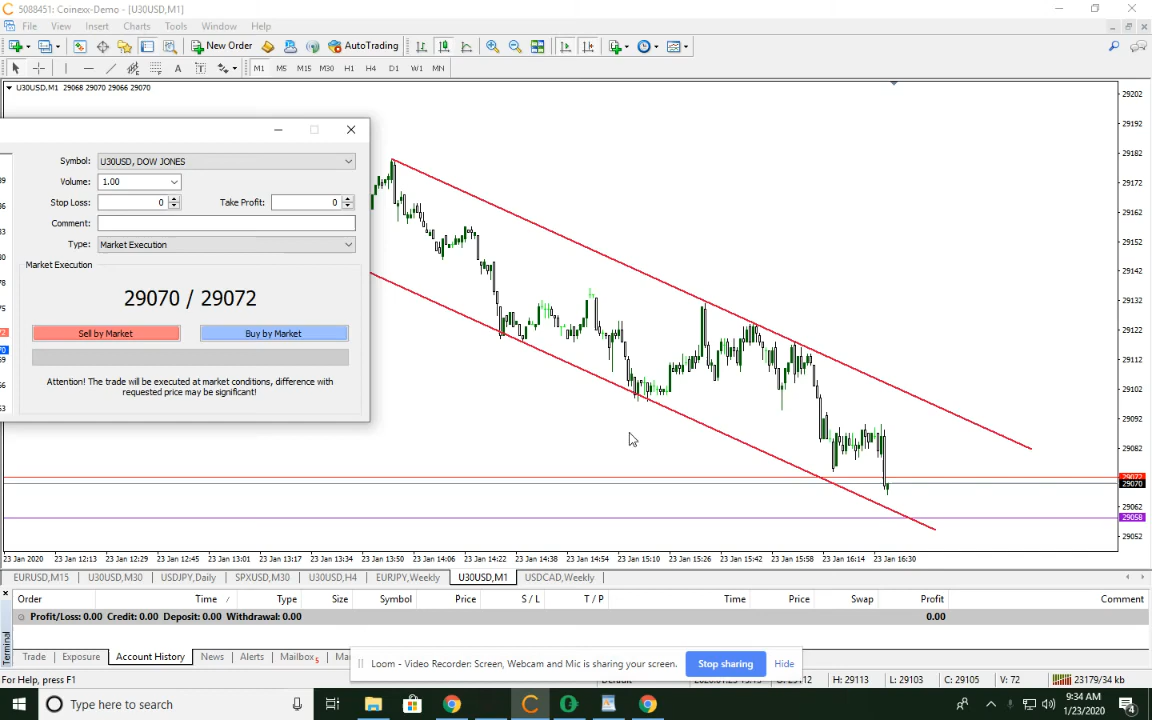 5088451: Coinexx-Demo - [U30USD,M1]
File View Insert Charts Tools Window Help
New Order AutoTrading
A T M1 M5 M15 M30 H1 H4 D1 W1 MN
U30USD,M1 29068 29070 29066 29070
Symbol: U30USD, DOW JONES
Volume: 1.00
Stop Loss: 0 Take Profit: 0
Comment:
Type: Market Execution
Market Execution
29070 / 29072
Sell by Market Buy by Market
Attention! The trade will be executed at market conditions, difference with
requested price may be significant!
29202
29192
29182
29172
29162
29152
29142
29132
29122
29112
29102
29092
29082
29072
29070
29062
29058
29052
23 Jan 2020 23 Jan 12:13 23 Jan 12:29 23 Jan 12:45 23 Jan 13:01 23 Jan 13:17 23 Jan 13:34 23 Jan 13:50 23 Jan 14:06 23 Jan 14:22 23 Jan 14:38 23 Jan 14:54 23 Jan 15:10 23 Jan 15:26 23 Jan 15:42 23 Jan 15:58 23 Jan 16:14 23 Jan 16:30
EURUSD,M15 U30USD,M30 USDJPY,Daily SPXUSD,M30 U30USD,H4 EURJPY,Weekly U30USD,M1 USDCAD,Weekly
Order Time / Type Size Symbol Price S / L T / P Time Price Swap Profit Comment
Profit/Loss: 0.00 Credit: 0.00 Deposit: 0.00 Withdrawal: 0.00 0.00
Terminal
Trade Exposure Account History News Alerts Mailbox 5
Loom - Video Recorder: Screen, Webcam and Mic is sharing your screen. Stop sharing Hide
For Help, press F1 H: 29113 L: 29103 C: 29105 V: 72 23179/34 kb
Type here to search
9:34 AM
1/23/2020
4